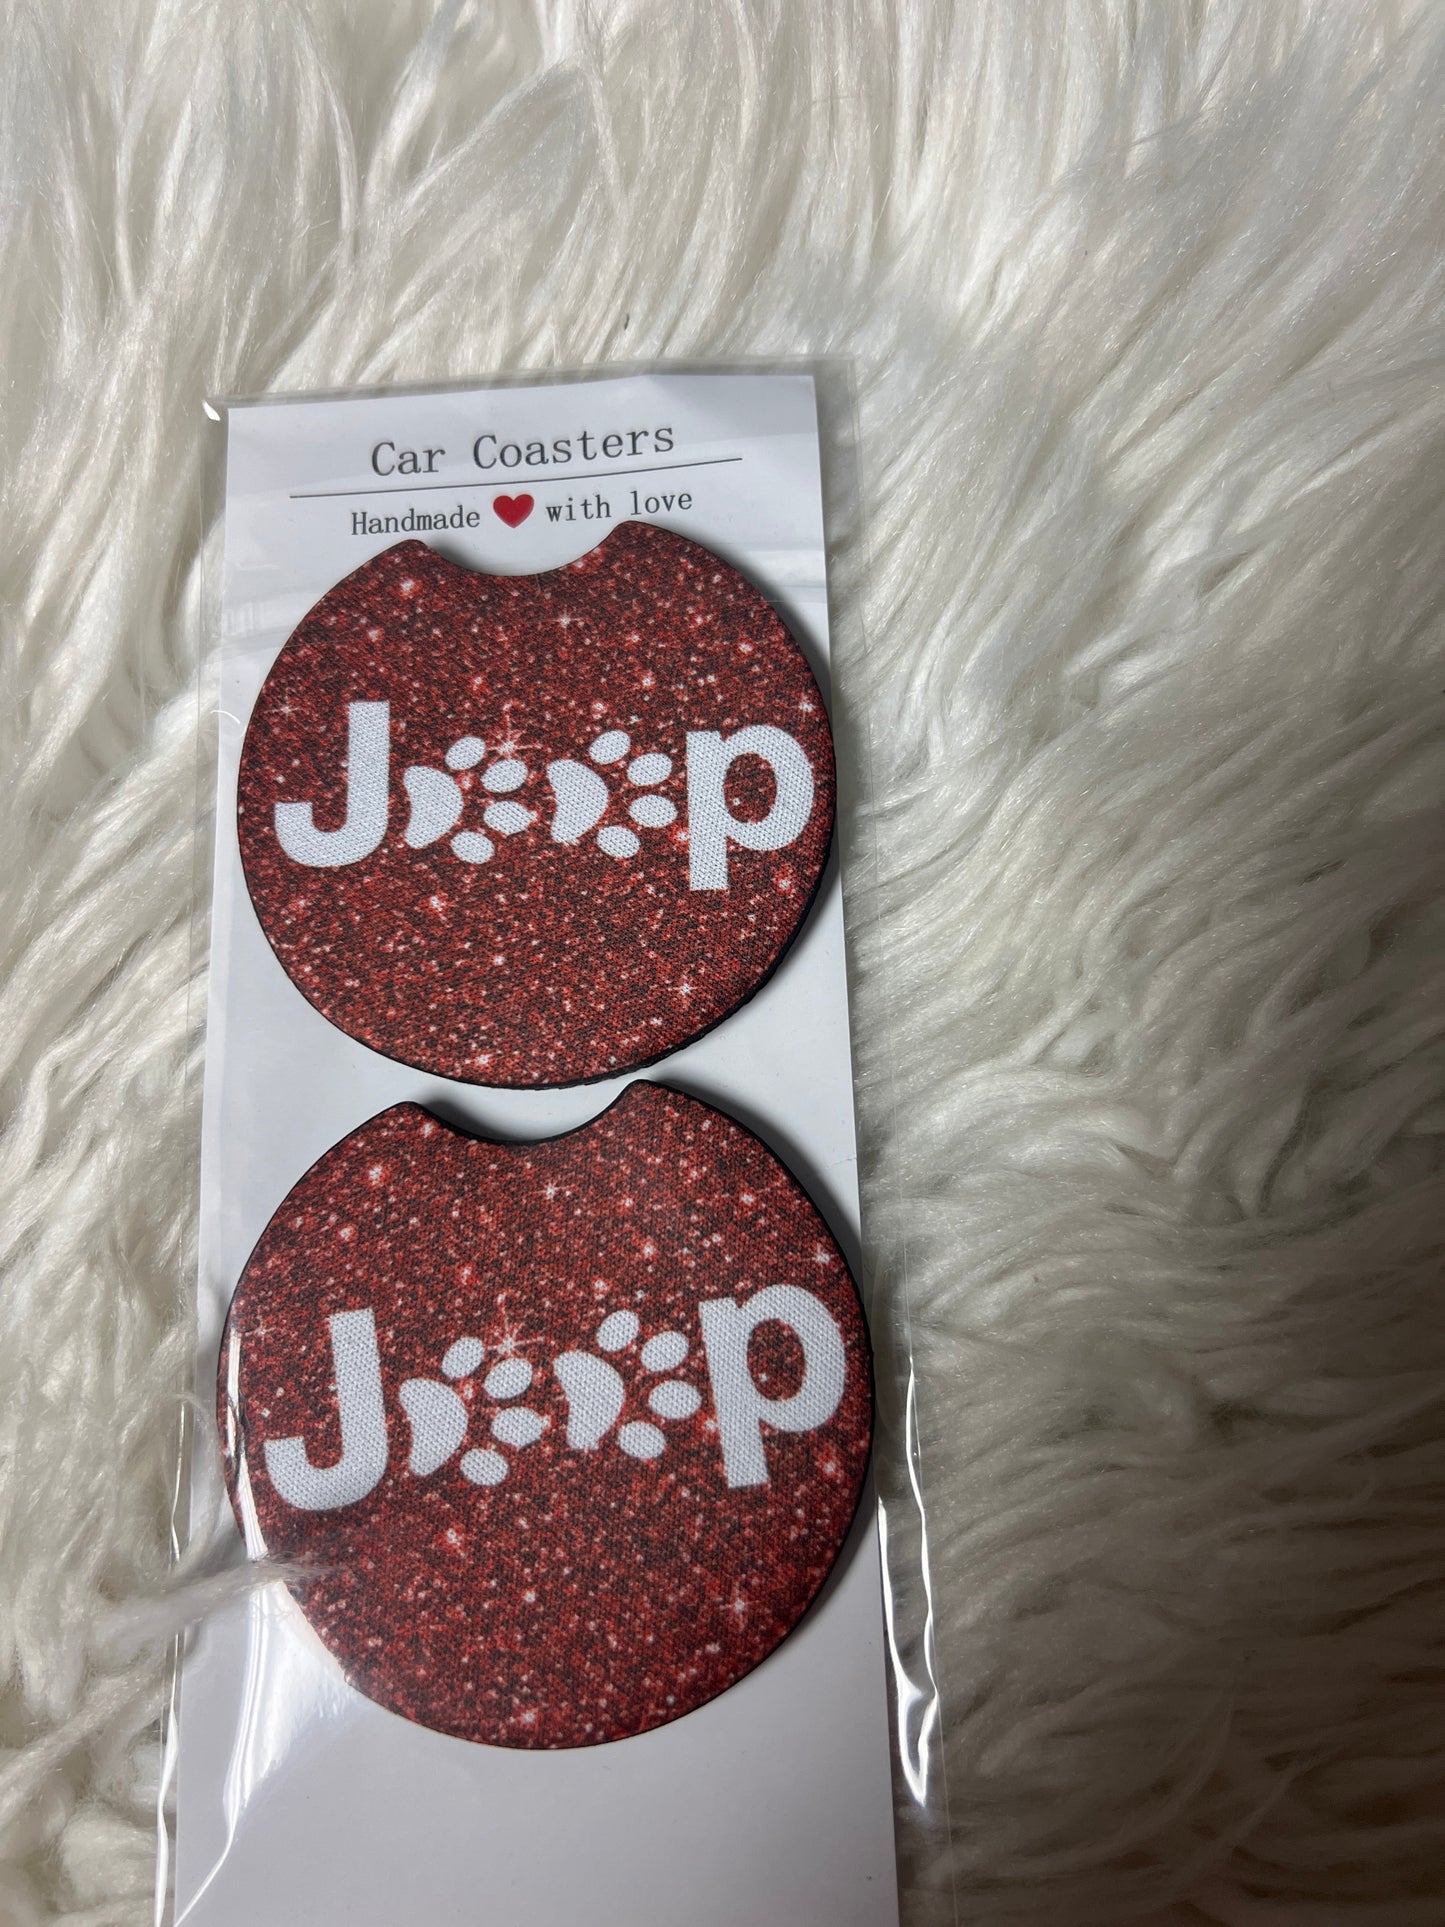 Car Coasters
Handmade ❤ with love
J🐾🐾p
J🐾🐾p